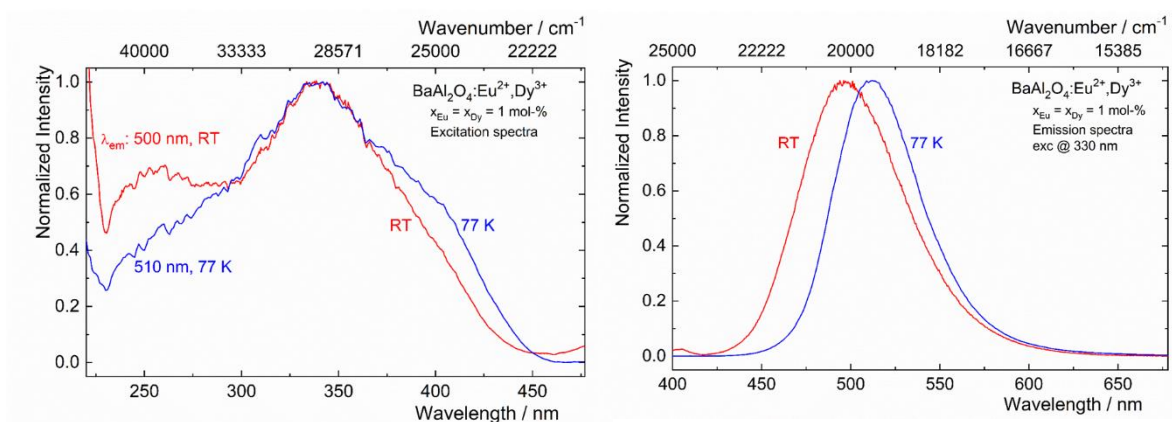 Wavenumber / cm⁻¹
40000 33333 28571 25000 22222
Normalized Intensity
1.0
0.8
0.6
0.4
0.2
0.0
BaAl₂O₄:Eu²⁺,Dy³⁺
x_Eu = x_Dy = 1 mol-%
Excitation spectra
λ_em: 500 nm, RT
510 nm, 77 K
RT
77 K
250 300 350 400 450
Wavelength / nm
Wavenumber / cm⁻¹
25000 22222 20000 18182 16667 15385
Normalized Intensity
1.0
0.8
0.6
0.4
0.2
0.0
BaAl₂O₄:Eu²⁺,Dy³⁺
x_Eu = x_Dy = 1 mol-%
Emission spectra
exc @ 330 nm
RT
77 K
400 450 500 550 600 650
Wavelength / nm